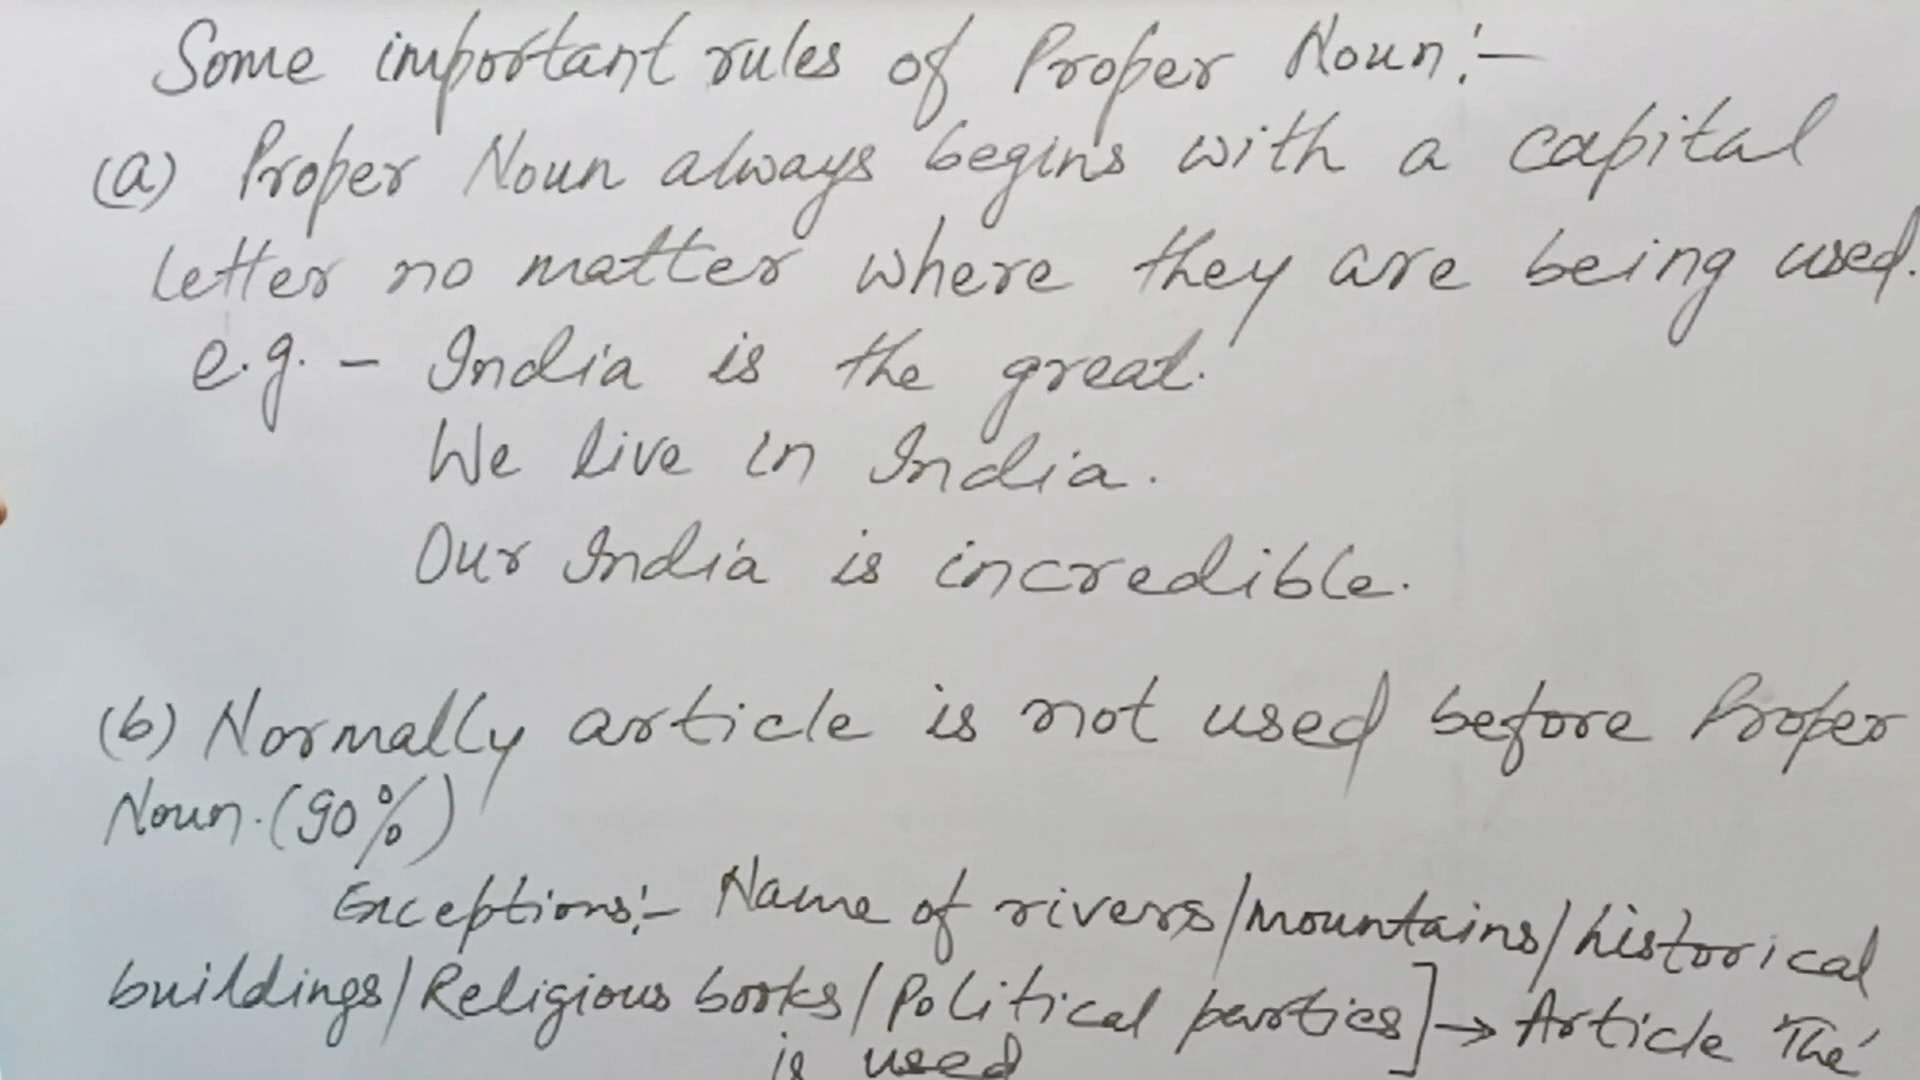 Some important rules of Proper Noun:-
(a) Proper Noun always begins with a capital
letter no matter where they are being used.
e.g. - India is the great.
We live in India.
Our India is incredible.
(b) Normally article is not used before Proper
Noun. (90%)
Exceptions:- Name of rivers/mountains/historical
buildings/Religious books/Political parties] → Article 'The'
is used